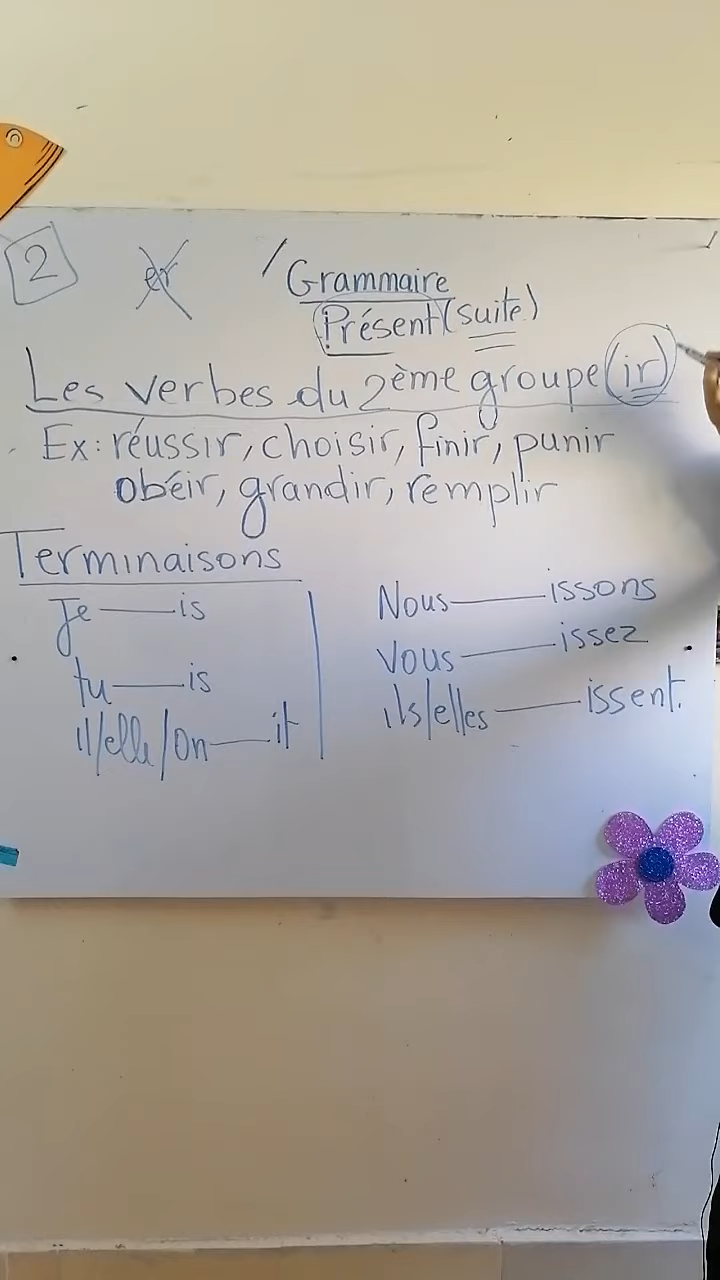 2 er Grammaire
Présent (suite)
Les verbes du 2ème groupe (ir)
Ex: réussir, choisir, finir, punir
obéir, grandir, remplir
Terminaisons
Je — is
tu — is
il/elle/on — it
Nous — issons
vous — issez
ils/elles — issent.